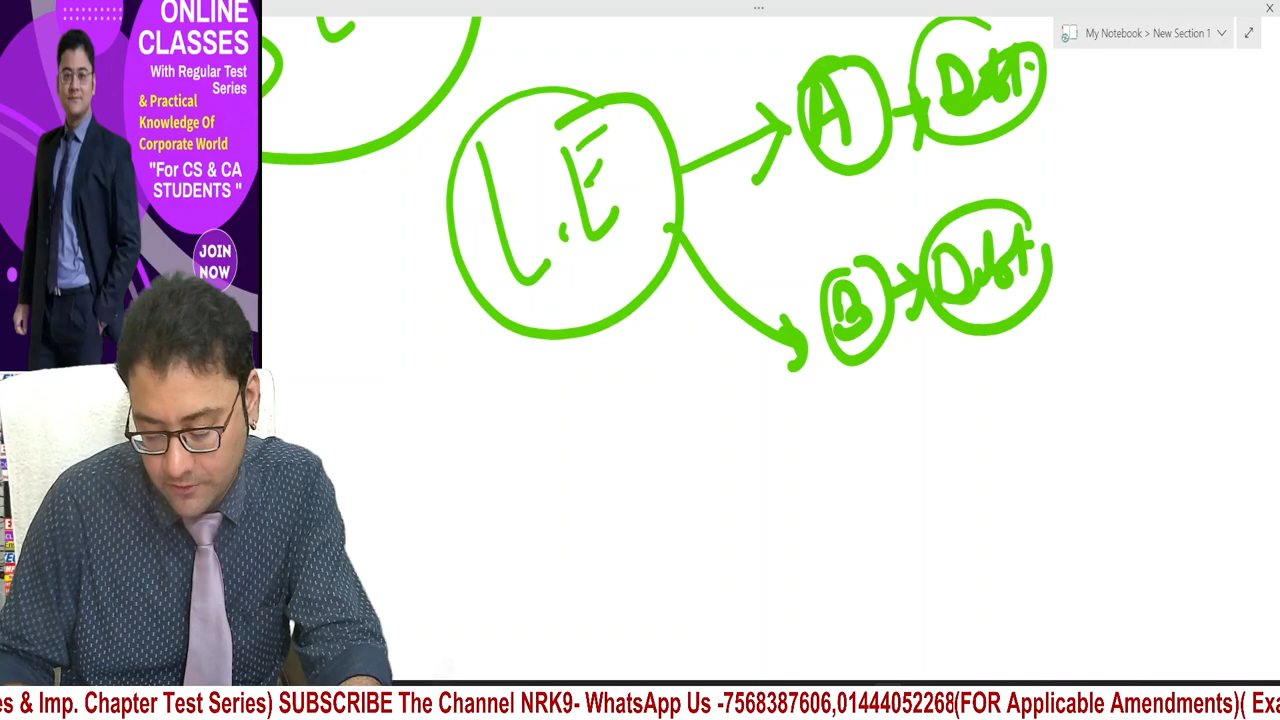 ONLINE
CLASSES
With Regular Test
Series
& Practical
Knowledge Of
Corporate World
"For CS & CA
STUDENTS "
JOIN
NOW
My Notebook > New Section 1
L.E
A
Debt.
B
Debt
es & Imp. Chapter Test Series) SUBSCRIBE The Channel NRK9- WhatsApp Us -7568387606,01444052268(FOR Applicable Amendments)( Exa